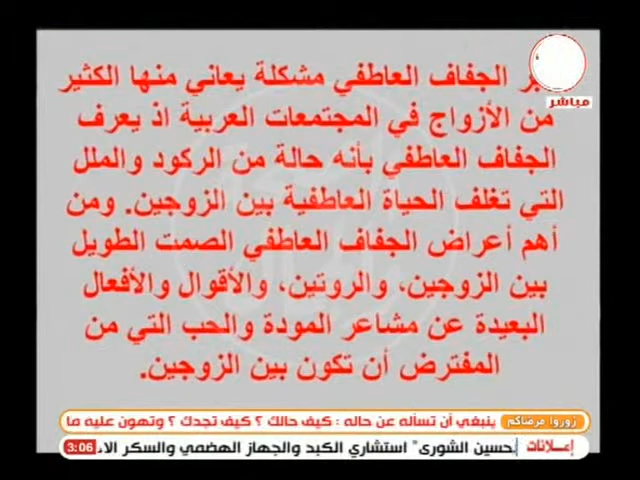 الجفاف العاطفي مشكلة يعاني منها الكثير
مباشر
من الأزواج في المجتمعات العربية اذ يعرف
الجفاف العاطفي بأنه حالة من الركود والملل
التي تغلف الحياة العاطفية بين الزوجين. ومن
أهم أعراض الجفاف العاطفي الصمت الطويل
بين الزوجين، والروتين، والأقوال والأفعال
البعيدة عن مشاعر المودة والحب التي من
المفترض أن تكون بين الزوجين.
زوروا مرضاكم ينبغي أن تسأله عن حاله : كيف حالك ؟ كيف تجدك ؟ وتهون عليه ما
إعلانات حسين الشورى" استشاري الكبد والجهاز الهضمي والسكر 3:06